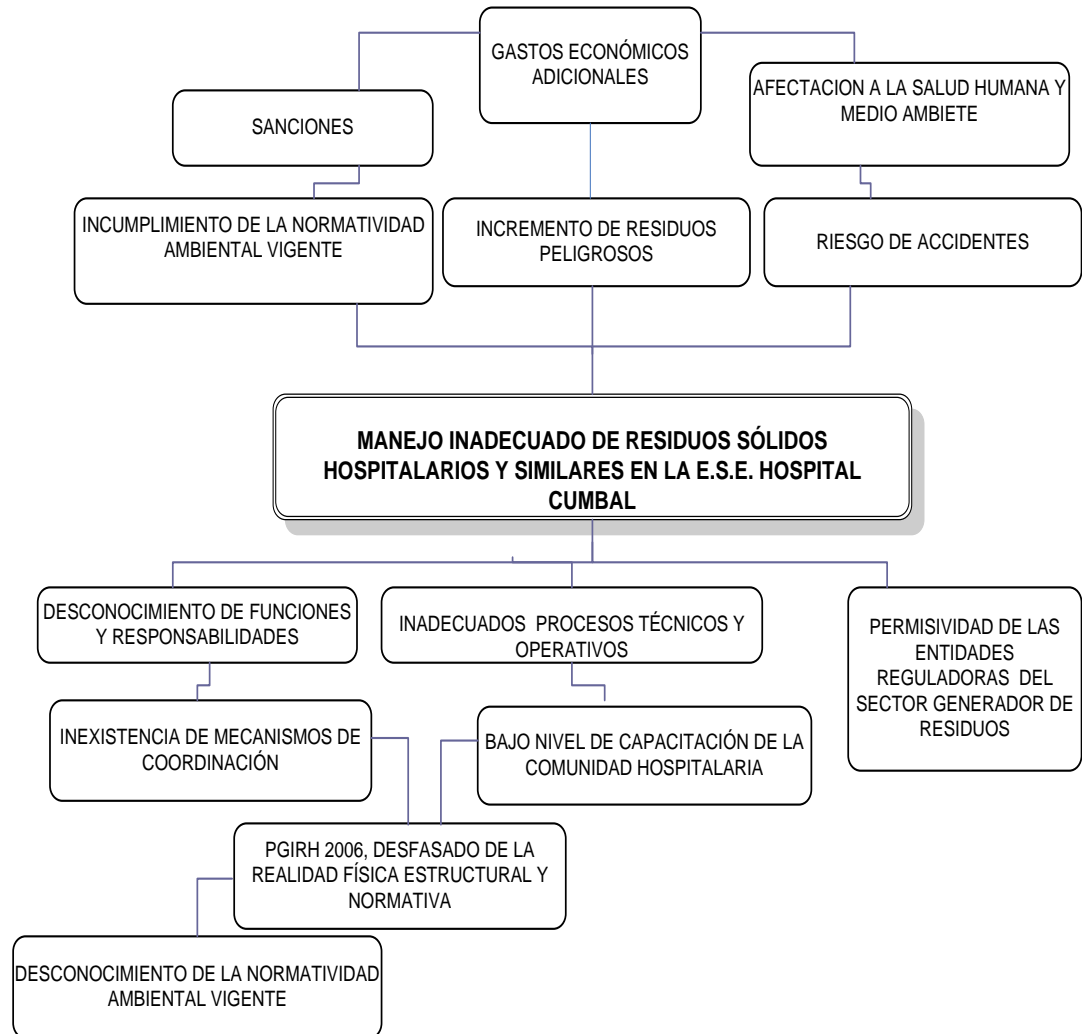 GASTOS ECONÓMICOS
ADICIONALES
AFECTACION A LA SALUD HUMANA Y
MEDIO AMBIETE
SANCIONES
INCUMPLIMIENTO DE LA NORMATIVIDAD
AMBIENTAL VIGENTE
INCREMENTO DE RESIDUOS
PELIGROSOS
RIESGO DE ACCIDENTES
MANEJO INADECUADO DE RESIDUOS SÓLIDOS
HOSPITALARIOS Y SIMILARES EN LA E.S.E. HOSPITAL
CUMBAL
DESCONOCIMIENTO DE FUNCIONES
Y RESPONSABILIDADES
INADECUADOS PROCESOS TÉCNICOS Y
OPERATIVOS
PERMISIVIDAD DE LAS
ENTIDADES
REGULADORAS DEL
SECTOR GENERADOR DE
RESIDUOS
INEXISTENCIA DE MECANISMOS DE
COORDINACIÓN
BAJO NIVEL DE CAPACITACIÓN DE LA
COMUNIDAD HOSPITALARIA
PGIRH 2006, DESFASADO DE LA
REALIDAD FÍSICA ESTRUCTURAL Y
NORMATIVA
DESCONOCIMIENTO DE LA NORMATIVIDAD
AMBIENTAL VIGENTE